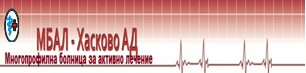 МБАЛ - Хасково АД
Многопрофилна болница за активно лечение